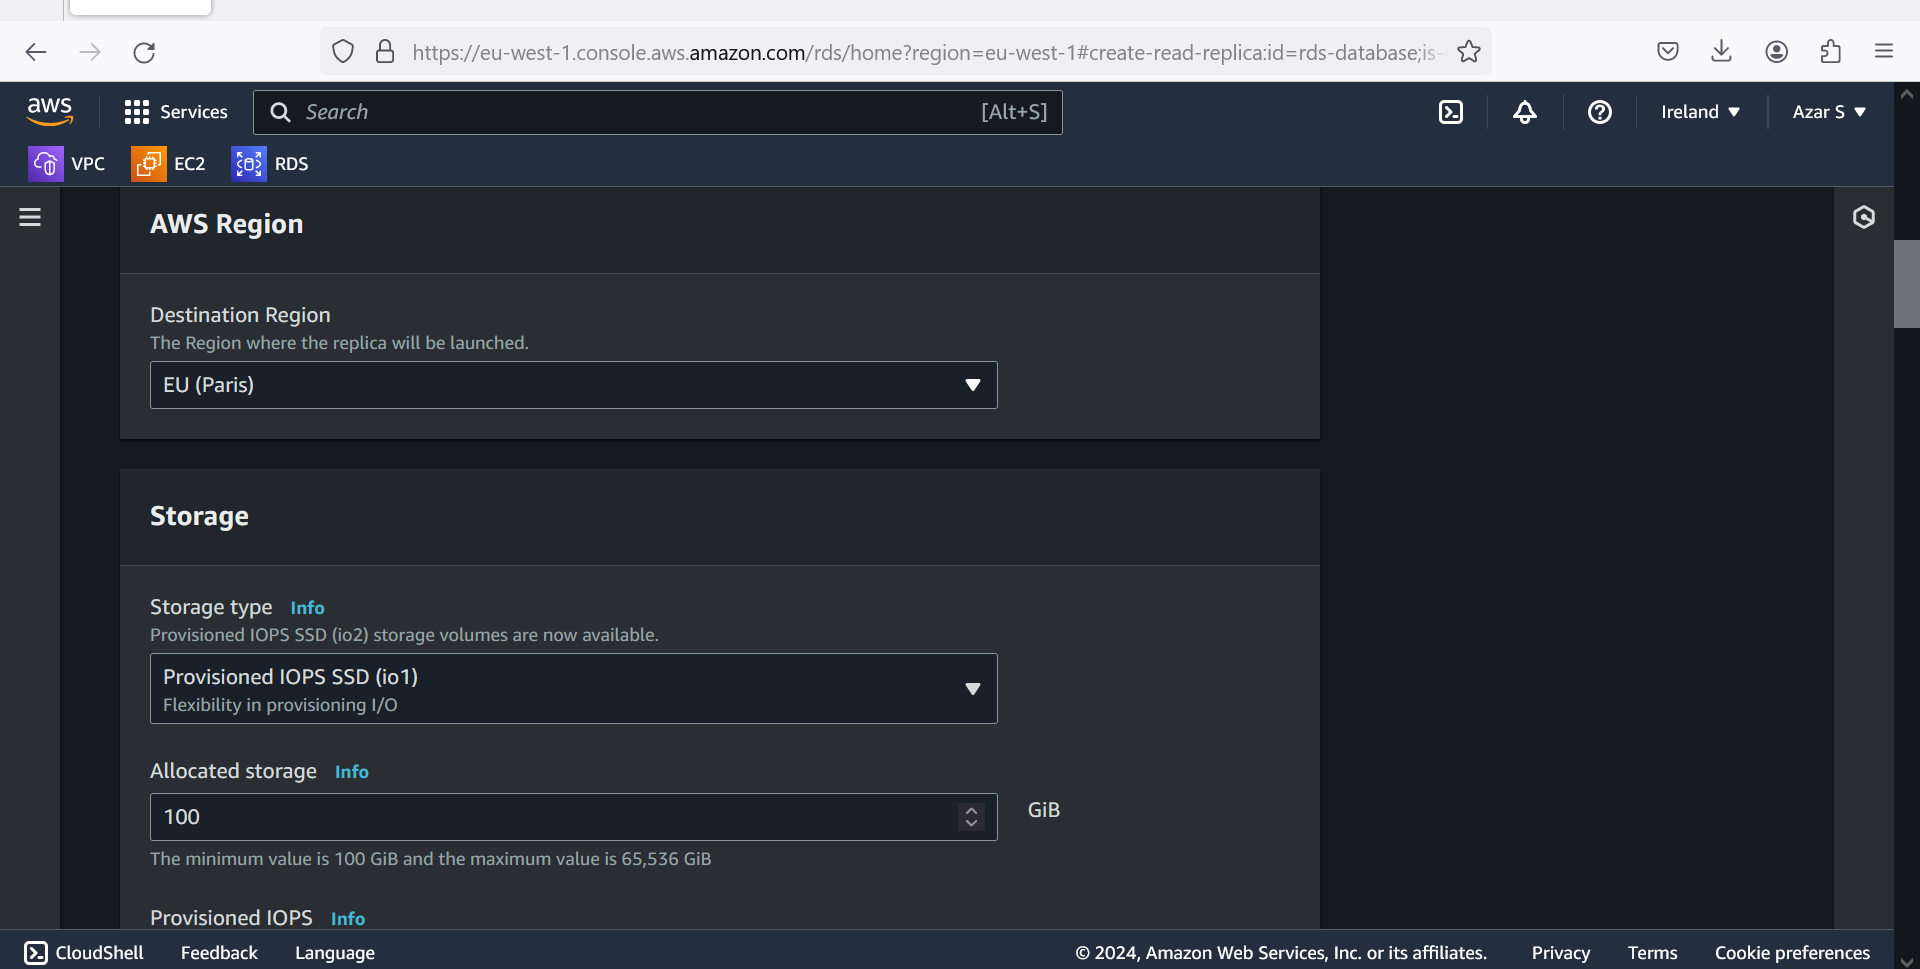 https://eu-west-1.console.aws.amazon.com/rds/home?region=eu-west-1#create-read-replica:id=rds-database;is-
aws
Services
Search
[Alt+S]
Ireland
Azar S
VPC
EC2
RDS
AWS Region
Destination Region
The Region where the replica will be launched.
EU (Paris)
Storage
Storage type Info
Provisioned IOPS SSD (io2) storage volumes are now available.
Provisioned IOPS SSD (io1)
Flexibility in provisioning I/O
Allocated storage Info
100
GiB
The minimum value is 100 GiB and the maximum value is 65,536 GiB
Provisioned IOPS Info
CloudShell
Feedback
Language
© 2024, Amazon Web Services, Inc. or its affiliates.
Privacy
Terms
Cookie preferences